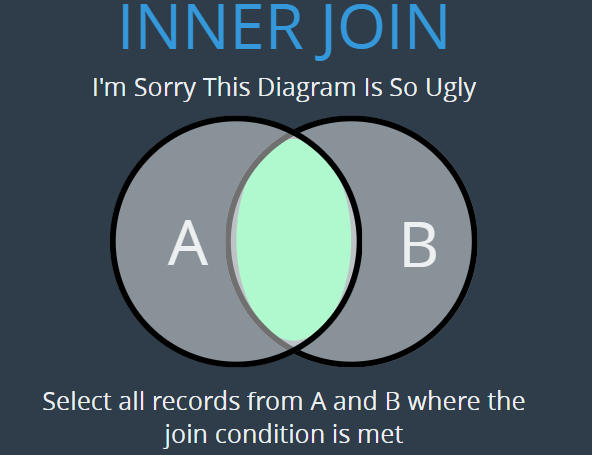 INNER JOIN
I'm Sorry This Diagram Is So Ugly
A
B
Select all records from A and B where the
join condition is met